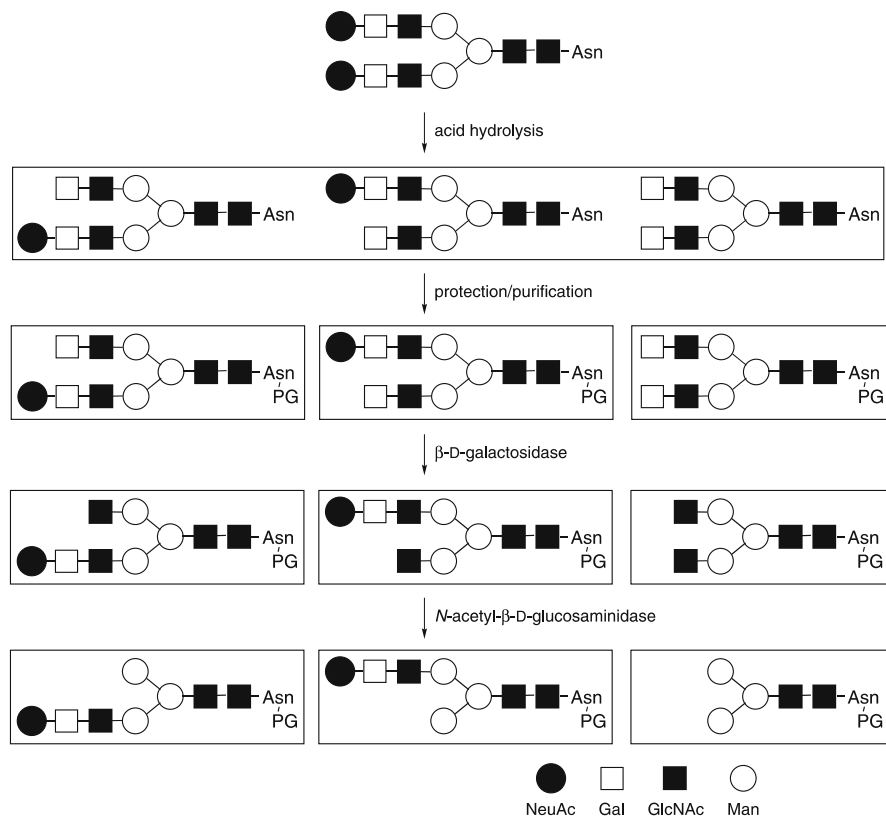 Asn
acid hydrolysis
Asn Asn Asn
protection/purification
Asn Asn Asn
PG PG PG
β-D-galactosidase
Asn Asn Asn
PG PG PG
N-acetyl-β-D-glucosaminidase
Asn Asn Asn
PG PG PG
NeuAc Gal GlcNAc Man